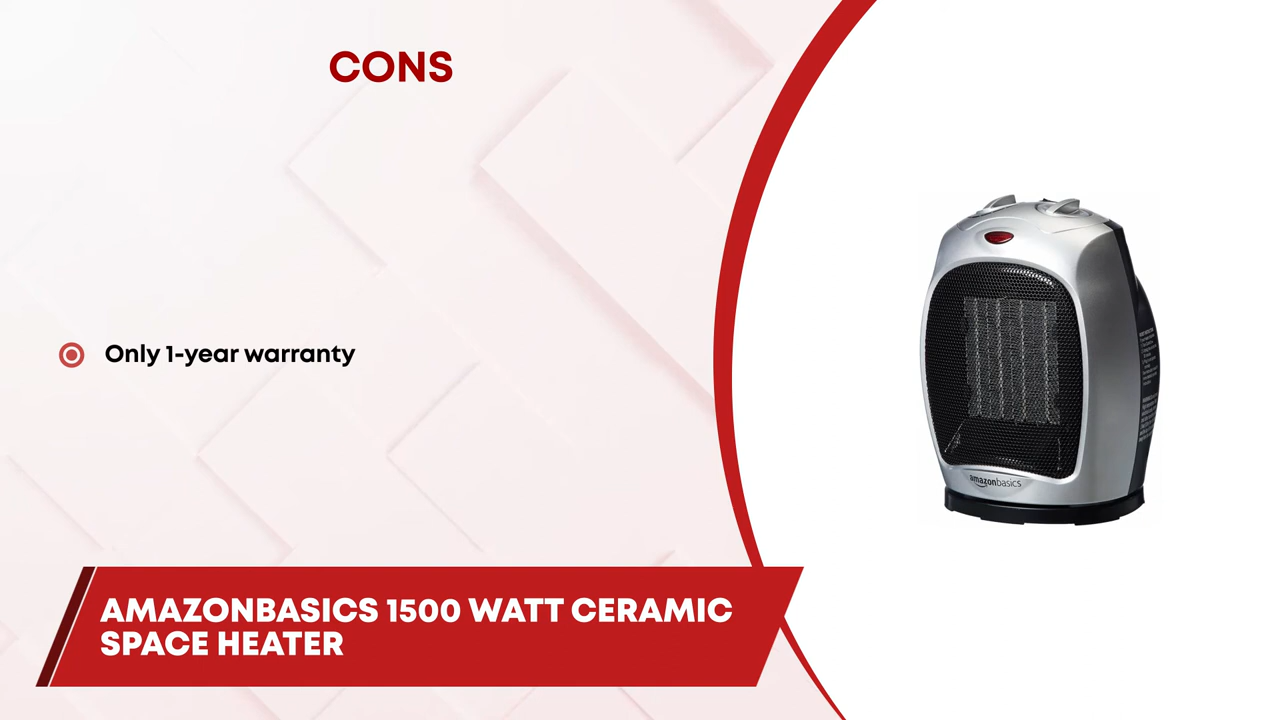 CONS
Only 1-year warranty
amazonbasics
AMAZONBASICS 1500 WATT CERAMIC
SPACE HEATER